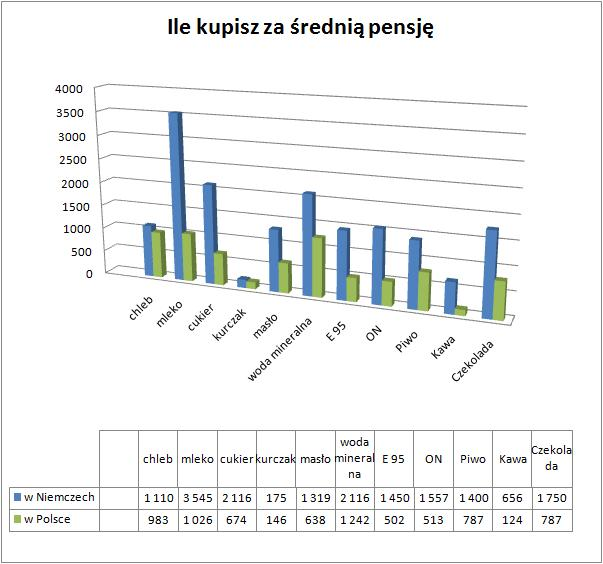 Ile kupisz za średnią pensję
4000
3500
3000
2500
2000
1500
1000
500
0
chleb
mleko
cukier
kurczak
masło
woda mineralna
E 95
ON
Piwo
Kawa
Czekolada
chleb mleko cukier kurczak masło woda mineral na E 95 ON Piwo Kawa Czekola da
w Niemczech 1 110 3 545 2 116 175 1 319 2 116 1 450 1 557 1 400 656 1 750
w Polsce 983 1 026 674 146 638 1 242 502 513 787 124 787